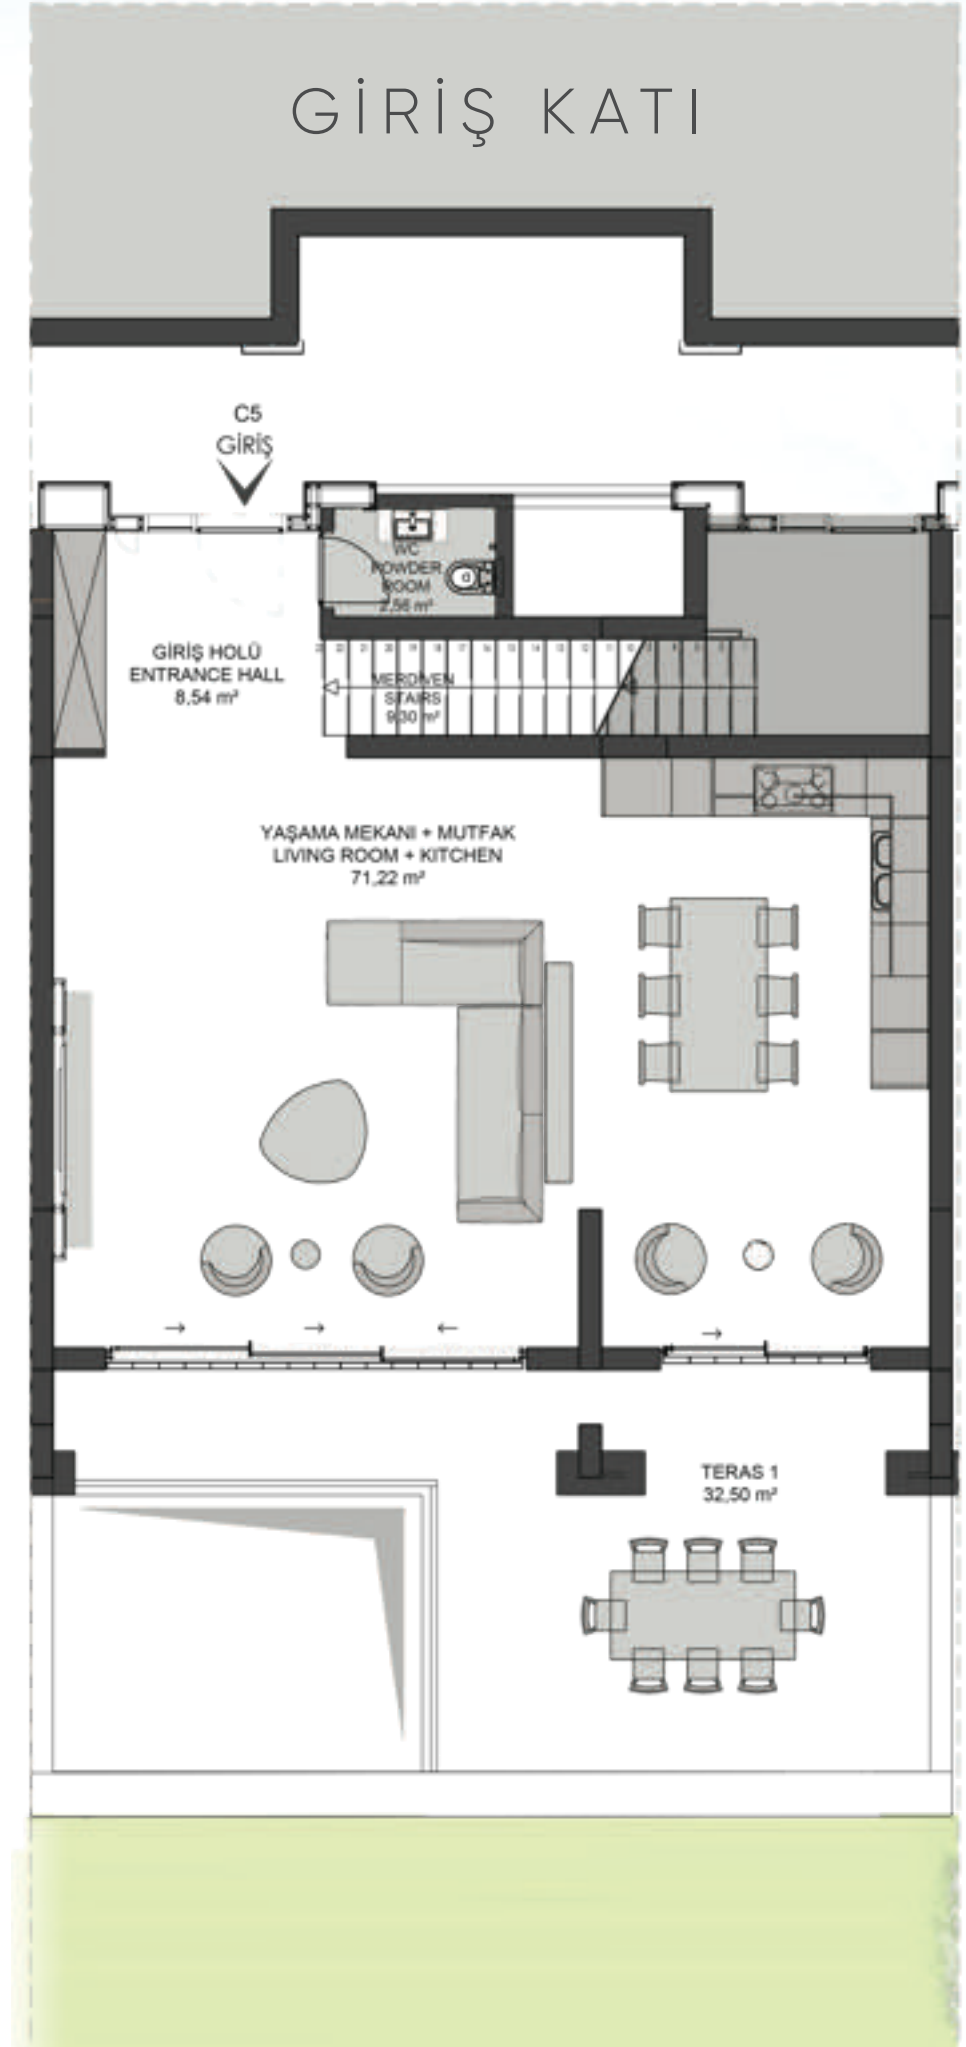 GİRİŞ KATI
C5
GİRİŞ
WC
POWDER
ROOM
2,56 m²
GİRİŞ HOLÜ
ENTRANCE HALL
8,54 m²
MERDİVEN
STAIRS
9,30 m²
YAŞAMA MEKANI + MUTFAK
LIVING ROOM + KITCHEN
71,22 m²
TERAS 1
32,50 m²